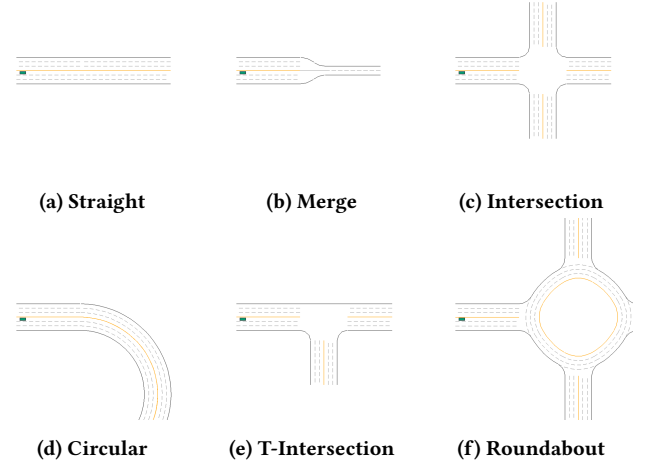 (a) Straight
(b) Merge
(c) Intersection
(d) Circular
(e) T-Intersection
(f) Roundabout